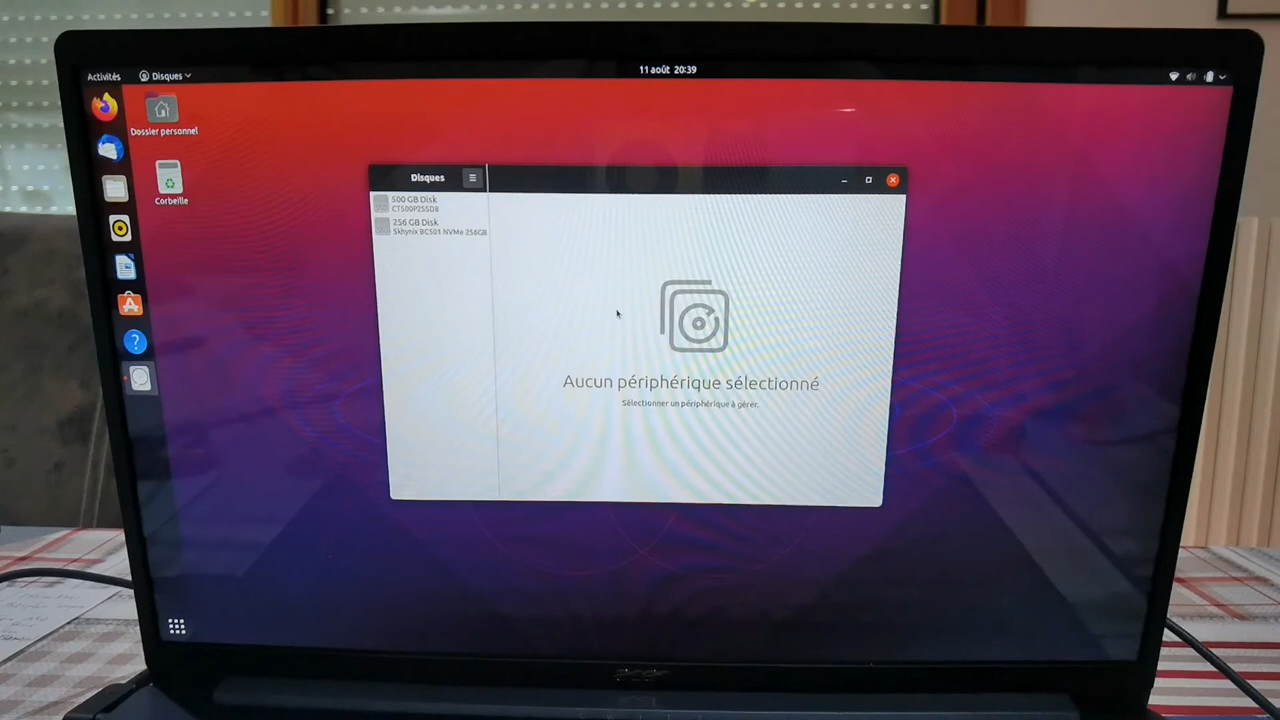 Activités
Disques
11 août 20:39
Dossier personnel
Corbeille
Disques
500 GB Disk
CT500P2SSD8
256 GB Disk
Skhynix BC501 NVMe 256GB
Aucun périphérique sélectionné
Sélectionner un périphérique à gérer.
acer